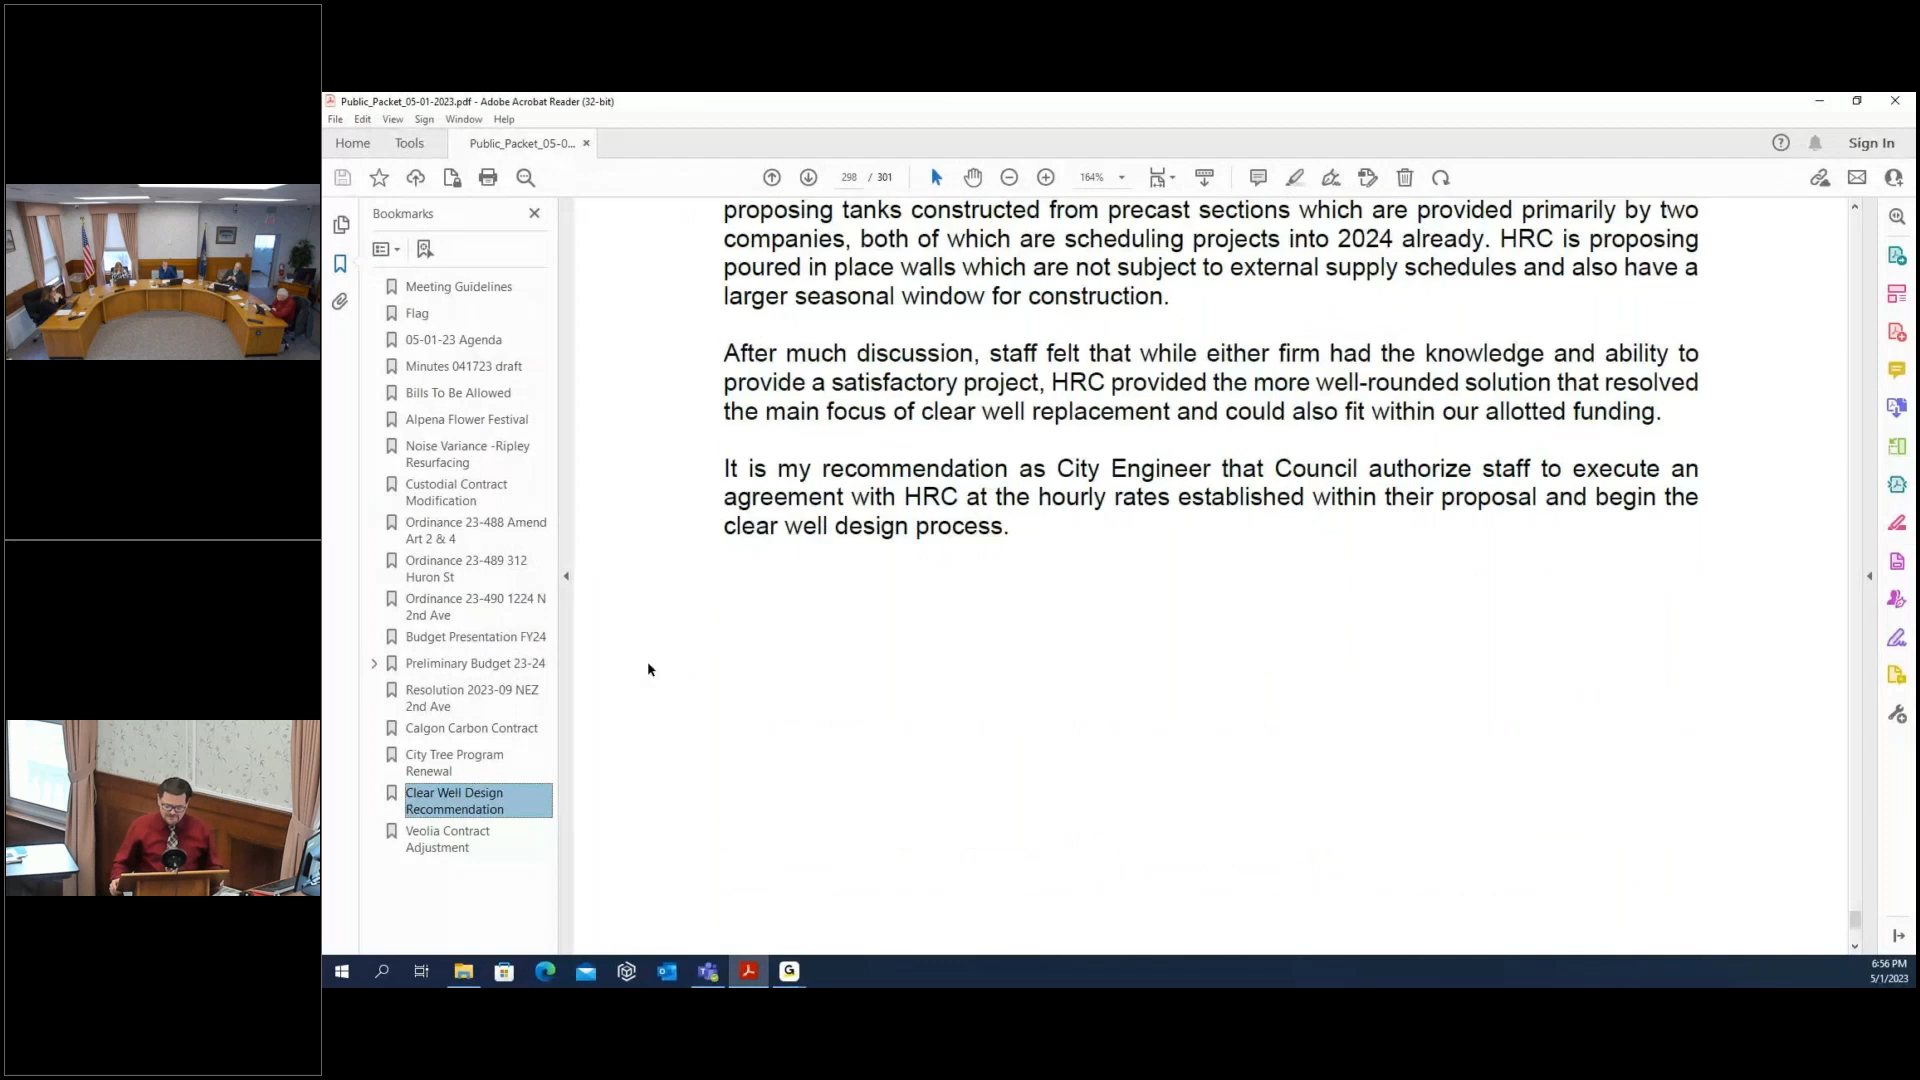 Public_Packet_05-01-2023.pdf - Adobe Acrobat Reader (32-bit)
File Edit View Sign Window Help
Home Tools Public_Packet_05-0... Sign In
298 / 301 164%
Bookmarks
Meeting Guidelines
Flag
05-01-23 Agenda
Minutes 041723 draft
Bills To Be Allowed
Alpena Flower Festival
Noise Variance -Ripley
Resurfacing
Custodial Contract
Modification
Ordinance 23-488 Amend
Art 2 & 4
Ordinance 23-489 312
Huron St
Ordinance 23-490 1224 N
2nd Ave
Budget Presentation FY24
Preliminary Budget 23-24
Resolution 2023-09 NEZ
2nd Ave
Calgon Carbon Contract
City Tree Program
Renewal
Clear Well Design
Recommendation
Veolia Contract
Adjustment
proposing tanks constructed from precast sections which are provided primarily by two
companies, both of which are scheduling projects into 2024 already. HRC is proposing
poured in place walls which are not subject to external supply schedules and also have a
larger seasonal window for construction.
After much discussion, staff felt that while either firm had the knowledge and ability to
provide a satisfactory project, HRC provided the more well-rounded solution that resolved
the main focus of clear well replacement and could also fit within our allotted funding.
It is my recommendation as City Engineer that Council authorize staff to execute an
agreement with HRC at the hourly rates established within their proposal and begin the
clear well design process.
6:56 PM
5/1/2023